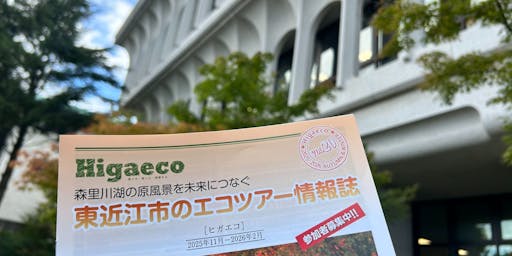 Higaeco
森里川湖の原風景を未来につなぐ
東近江市のエコツアー情報誌
[ヒガエコ]
2025年11月~2026年2月
参加者募集中!!
Higaeco